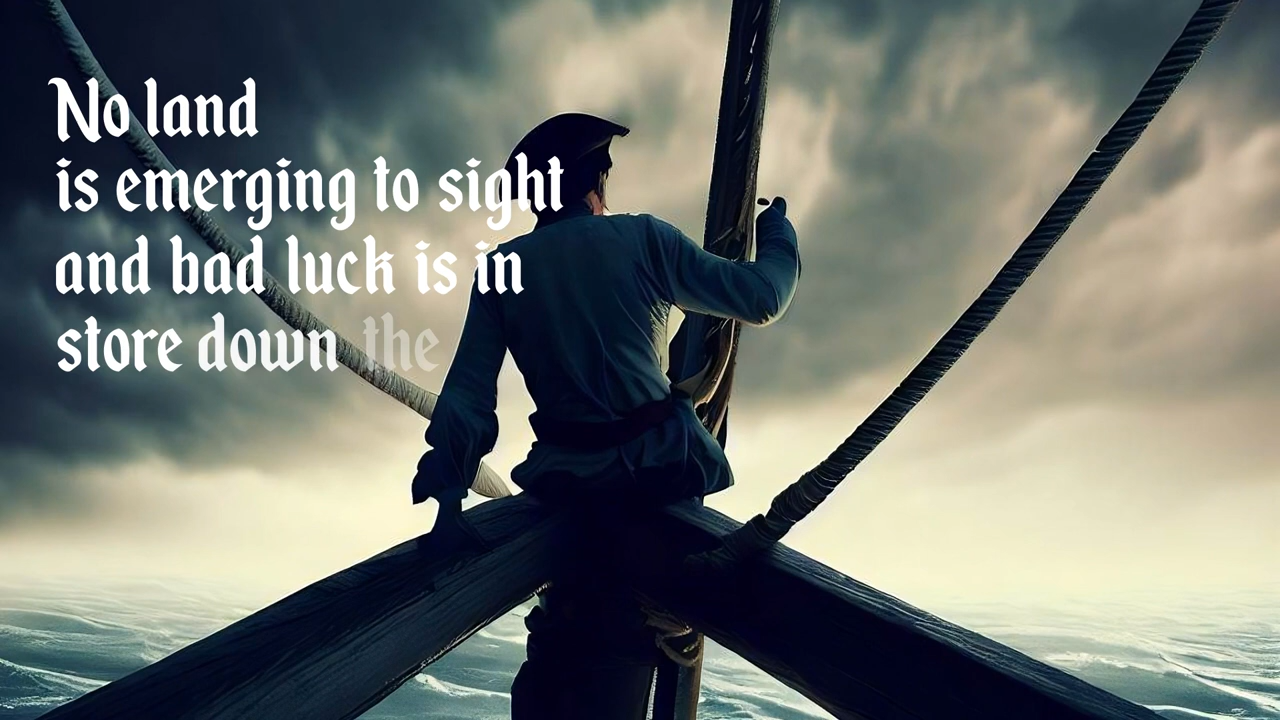 No land
is emerging to sight
and bad luck is in
store down the